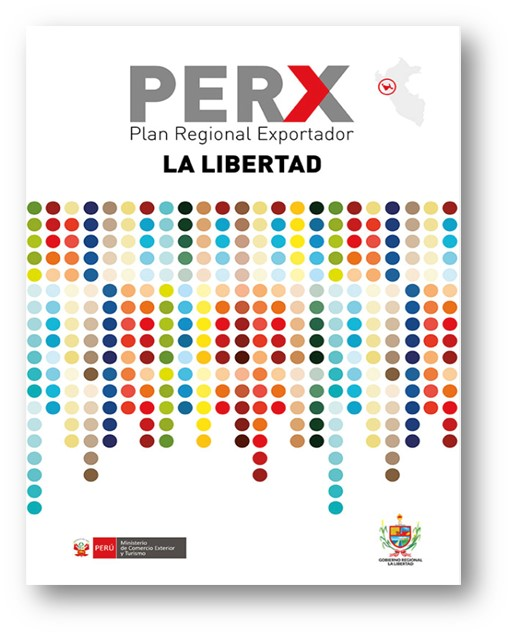 PERX
Plan Regional Exportador
LA LIBERTAD
PERÚ
Ministerio
de Comercio Exterior
y Turismo
GOBIERNO REGIONAL
LA LIBERTAD